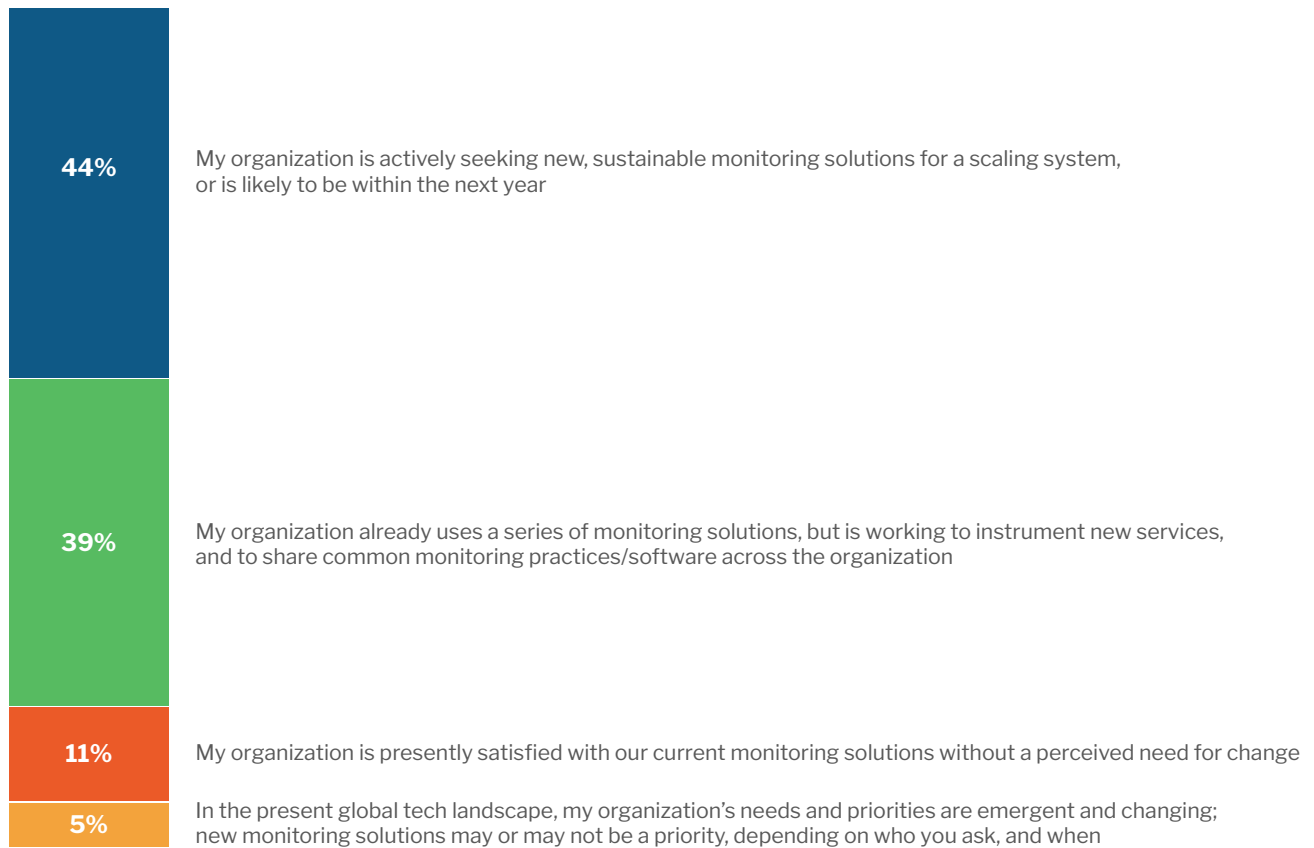 44%
My organization is actively seeking new, sustainable monitoring solutions for a scaling system,
or is likely to be within the next year
39%
My organization already uses a series of monitoring solutions, but is working to instrument new services,
and to share common monitoring practices/software across the organization
11%
My organization is presently satisfied with our current monitoring solutions without a perceived need for change
5%
In the present global tech landscape, my organization’s needs and priorities are emergent and changing;
new monitoring solutions may or may not be a priority, depending on who you ask, and when